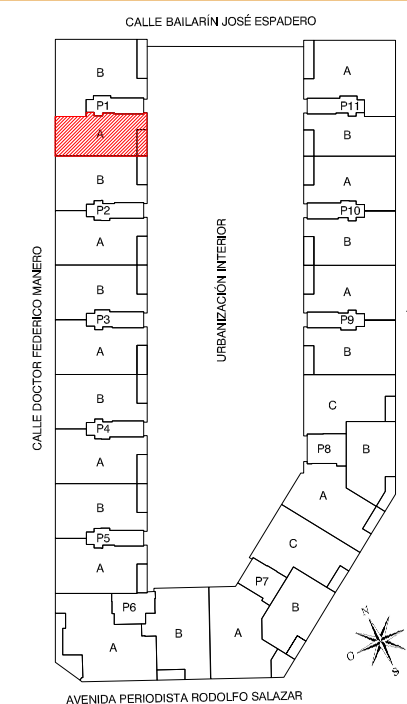 CALLE BAILARÍN JOSÉ ESPADERO
B
A
P1
P11
A
B
B
A
P2
P10
A
B
B
A
P3
P9
A
B
B
C
P4
P8
B
A
A
B
C
P5
A
P7
P6
B
A
B
A
CALLE DOCTOR FEDERICO MANERO
URBANIZACIÓN INTERIOR
N
O
S
AVENIDA PERIODISTA RODOLFO SALAZAR